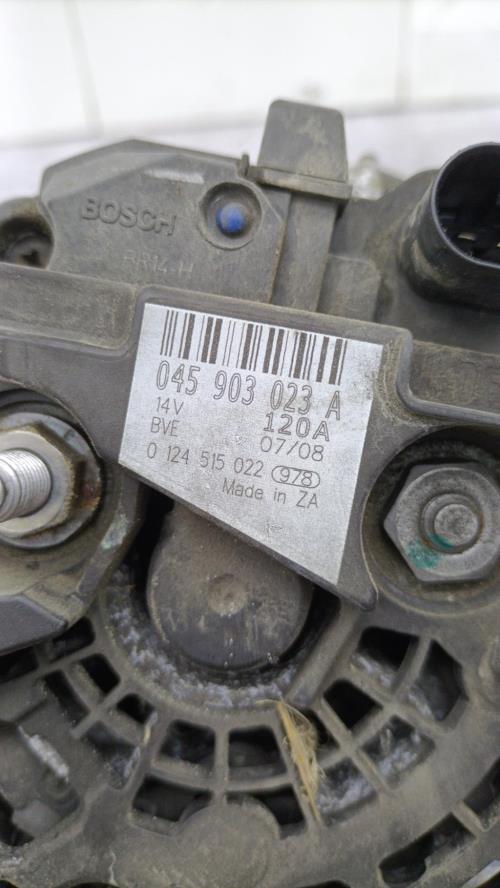 BOSCH
045 903 023 A
14V 120A
BVE 07/08
0 124 515 022 978
Made in ZA